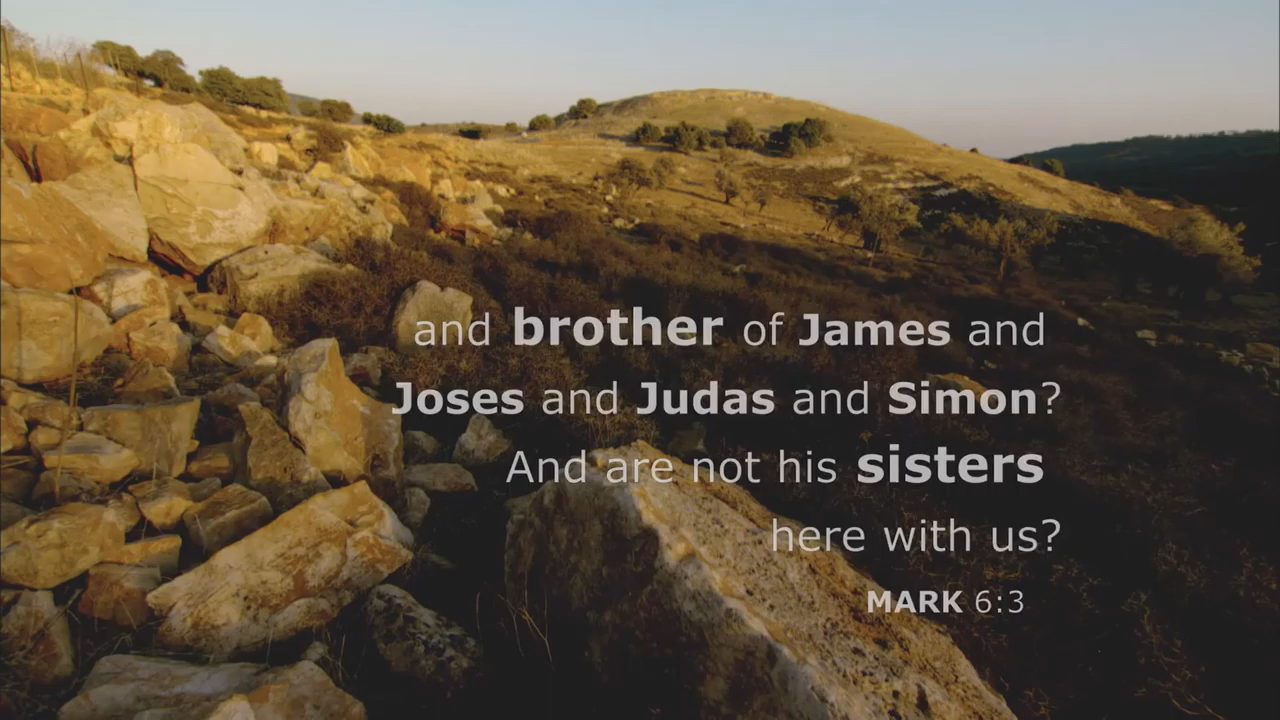 and brother of James and
Joses and Judas and Simon?
And are not his sisters
here with us?
MARK 6:3